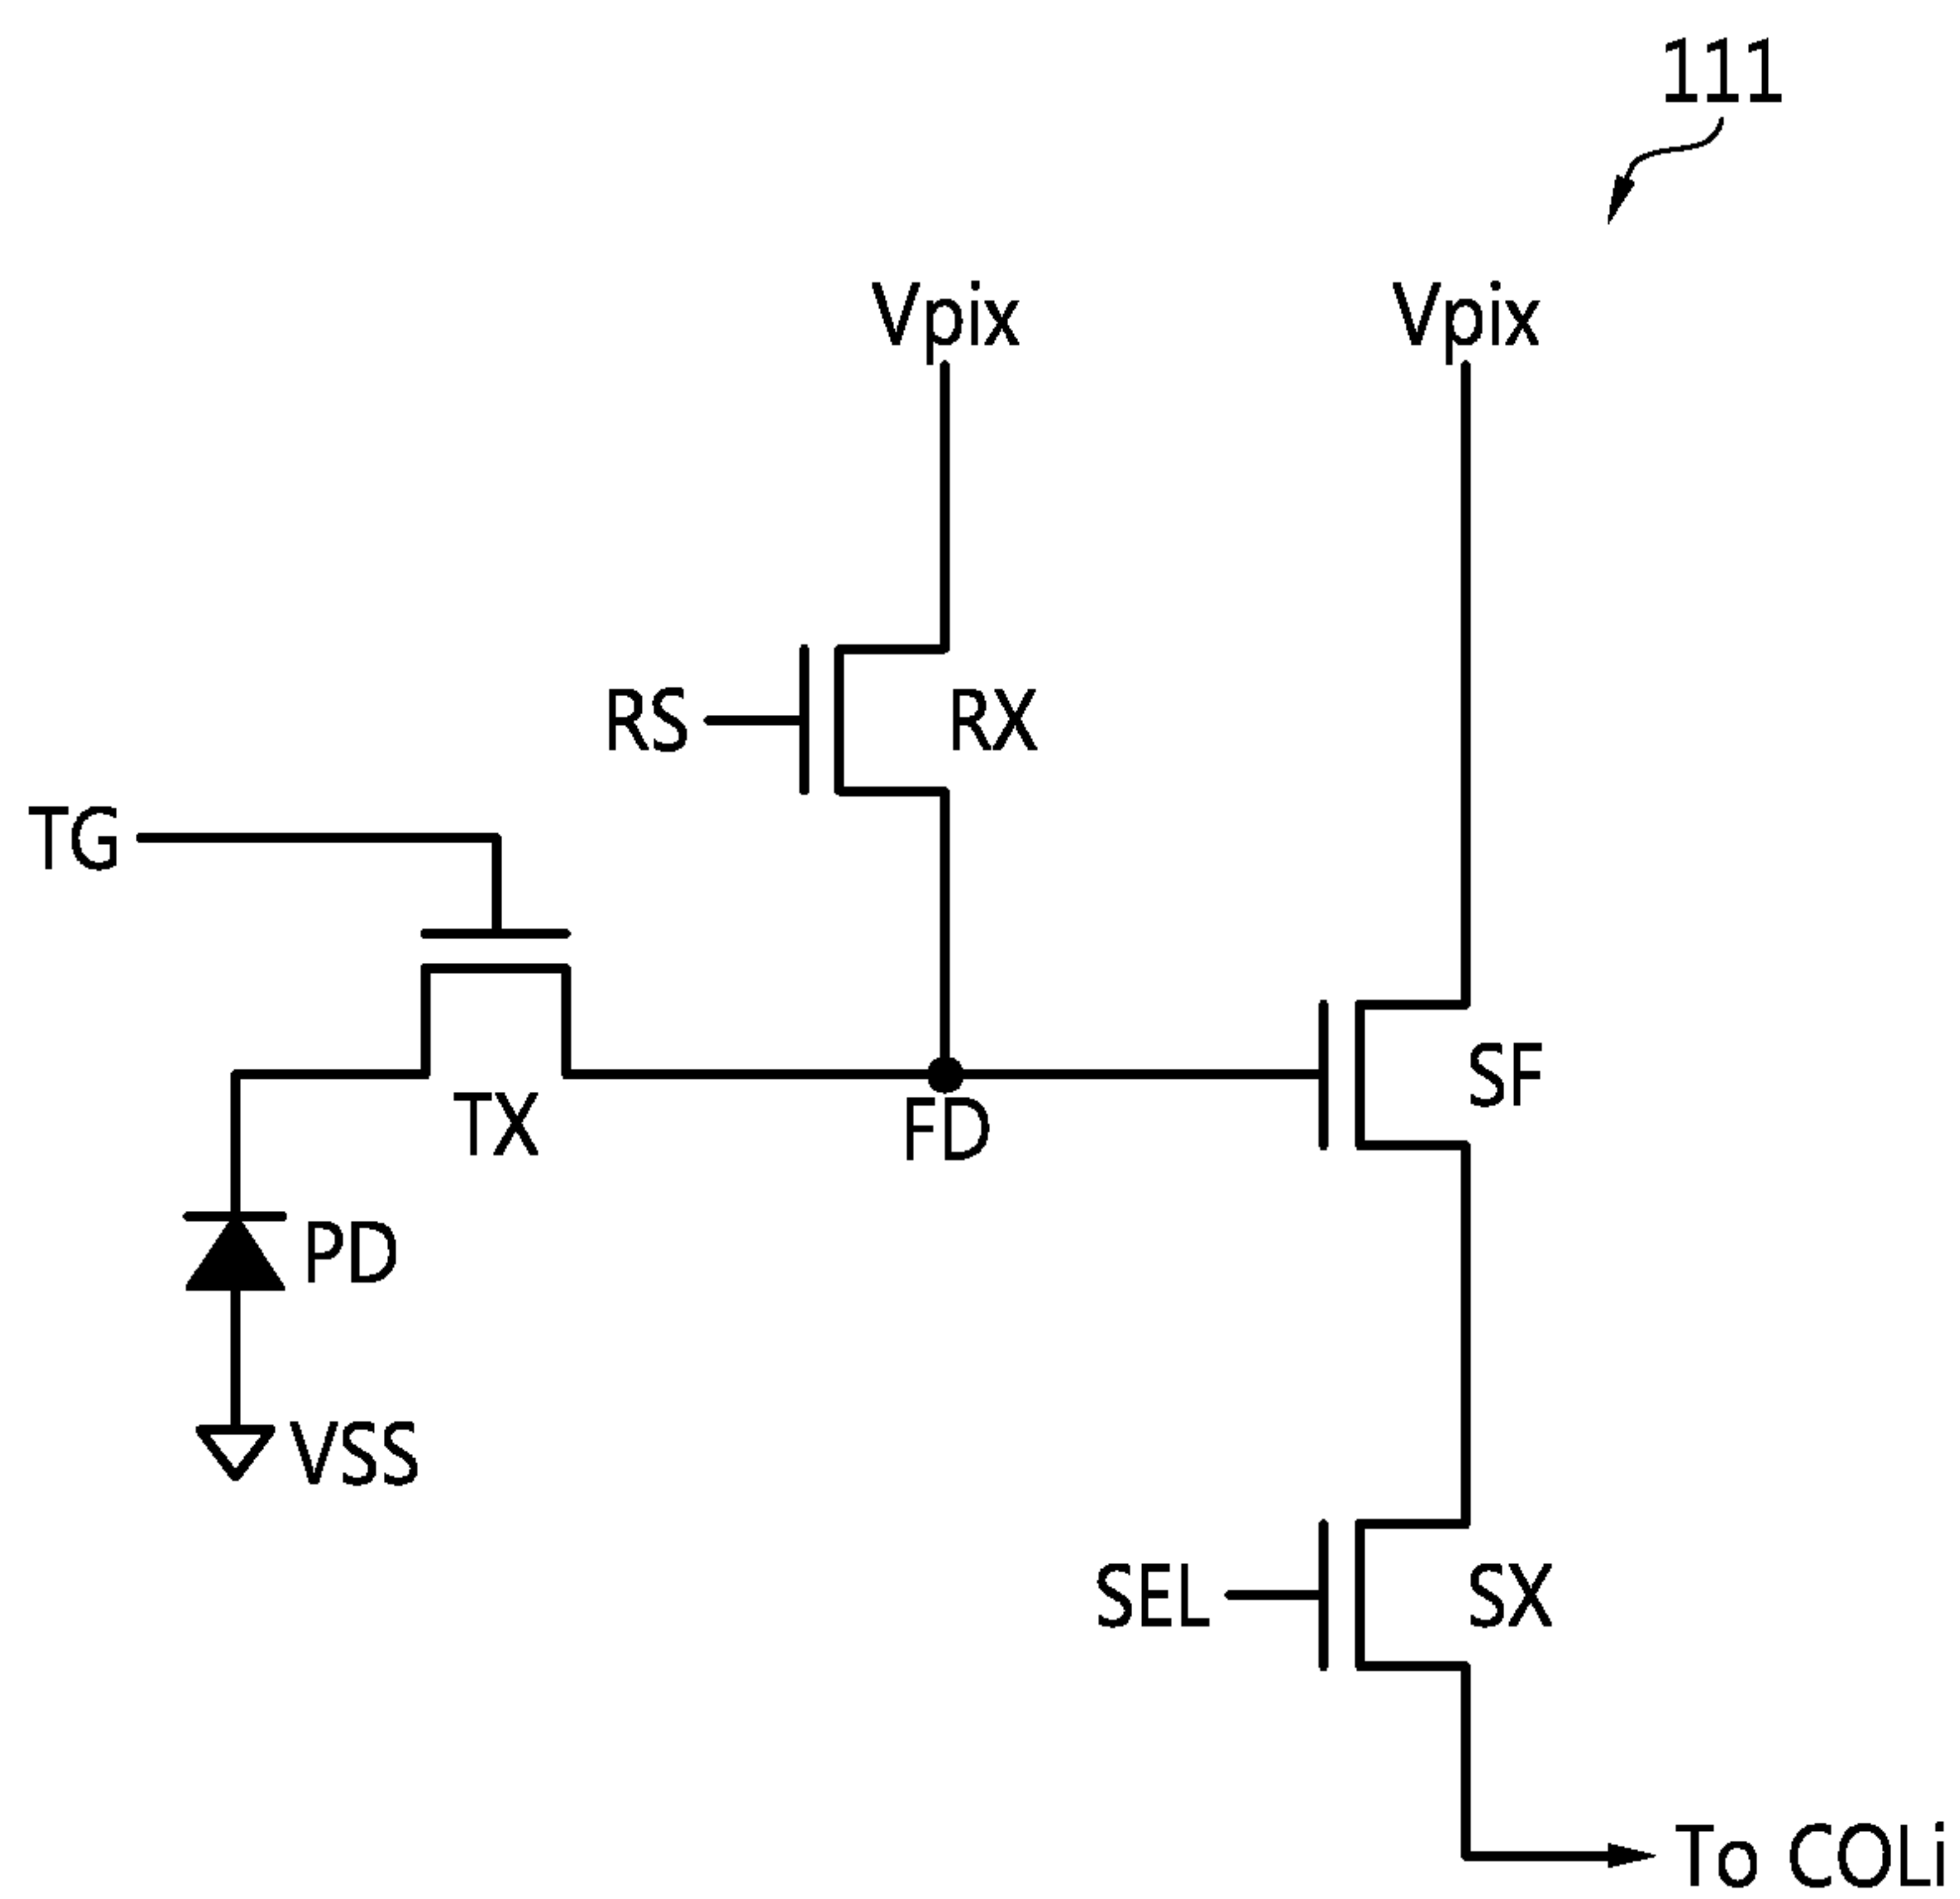 111
Vpix
Vpix
RS
RX
TG
SF
TX
FD
PD
VSS
SEL
SX
To COLi